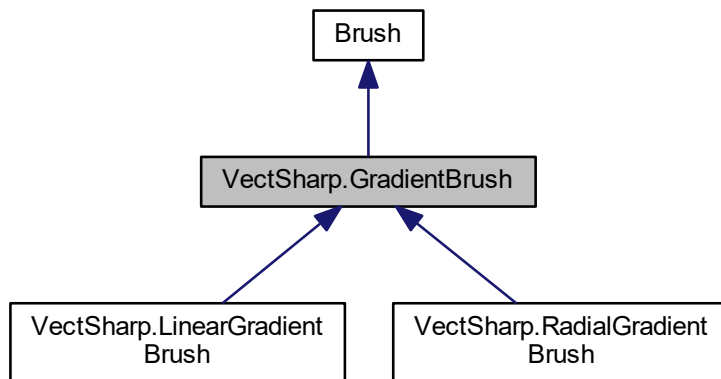 Brush
VectSharp.GradientBrush
VectSharp.LinearGradient
Brush
VectSharp.RadialGradient
Brush